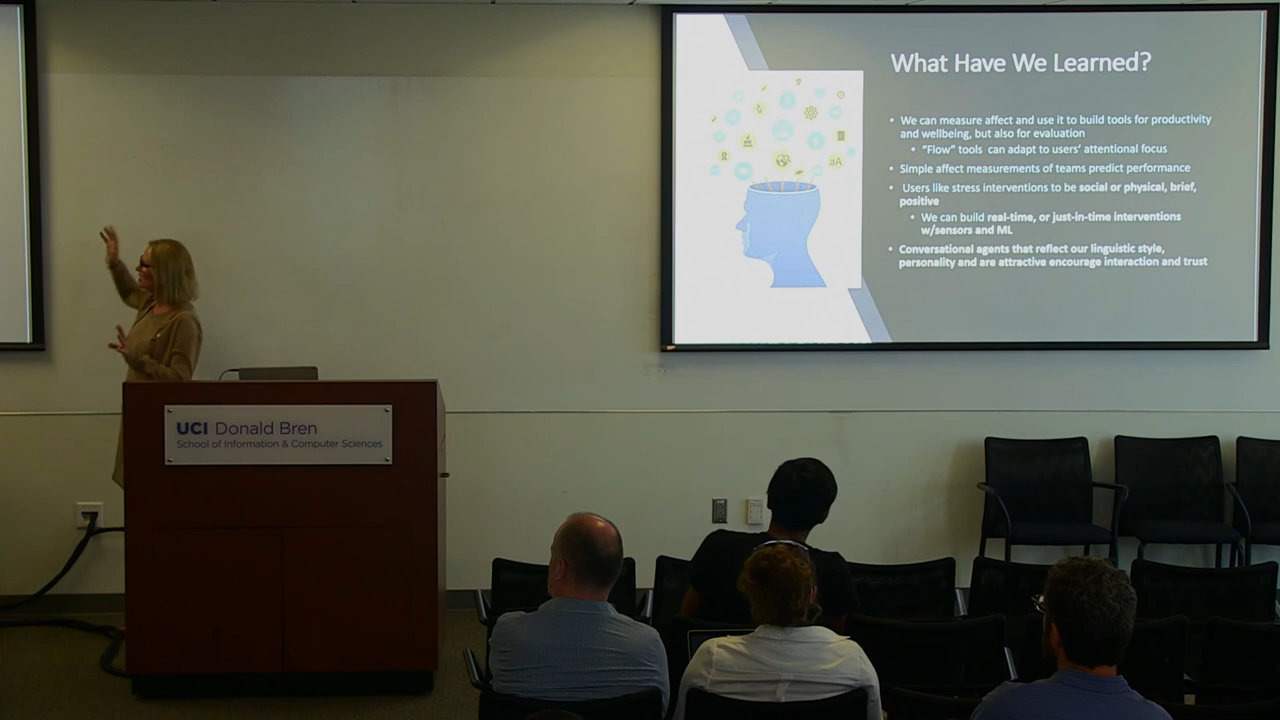 What Have We Learned?
• We can measure affect and use it to build tools for productivity
and wellbeing, but also for evaluation
• "Flow" tools can adapt to users' attentional focus
• Simple affect measurements of teams predict performance
• Users like stress interventions to be social or physical, brief,
positive
• We can build real-time, or just-in-time interventions
w/sensors and ML
• Conversational agents that reflect our linguistic style,
personality and are attractive encourage interaction and trust
aA
UCI Donald Bren
School of Information & Computer Sciences